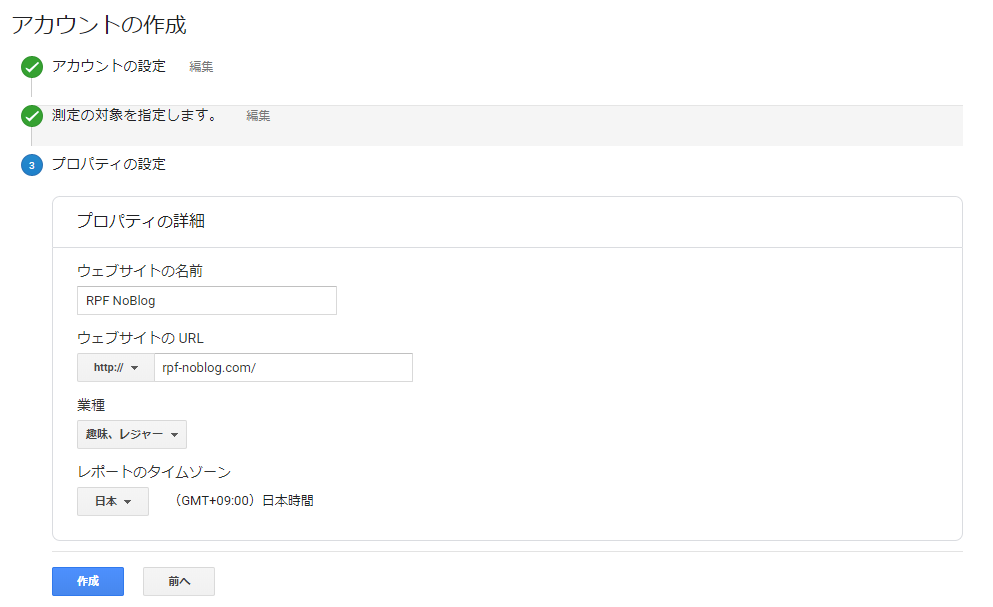 アカウントの作成
アカウントの設定 編集
測定の対象を指定します。 編集
3 プロパティの設定
プロパティの詳細
ウェブサイトの名前
RPF NoBlog
ウェブサイトの URL
http:// rpf-noblog.com/
業種
趣味、レジャー
レポートのタイムゾーン
日本 （GMT+09:00）日本時間
作成 前へ